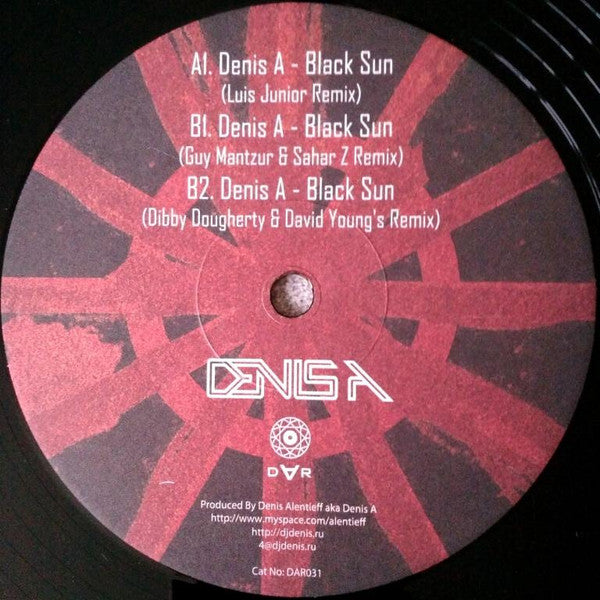 A1. Denis A - Black Sun
(Luis Junior Remix)
B1. Denis A - Black Sun
(Guy Mantzur & Sahar Z Remix)
B2. Denis A - Black Sun
(Dibby Dougherty & David Young's Remix)
DENIS A
D∀R
Produced By Denis Alentieff aka Denis A
http://www.myspace.com/alentieff
http://djdenis.ru
4@djdenis.ru
Cat No: DAR031